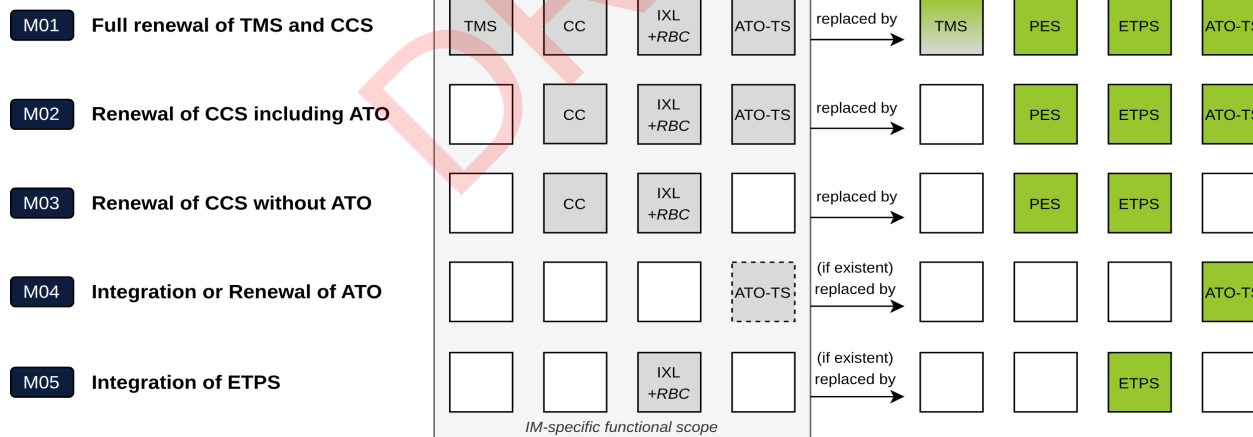 M01 Full renewal of TMS and CCS TMS CC IXL +RBC ATO-TS replaced by TMS PES ETPS ATO-TS
M02 Renewal of CCS including ATO CC IXL +RBC ATO-TS replaced by PES ETPS ATO-TS
M03 Renewal of CCS without ATO CC IXL +RBC replaced by PES ETPS
M04 Integration or Renewal of ATO ATO-TS (if existent) replaced by ATO-TS
M05 Integration of ETPS IXL +RBC (if existent) replaced by ETPS
IM-specific functional scope